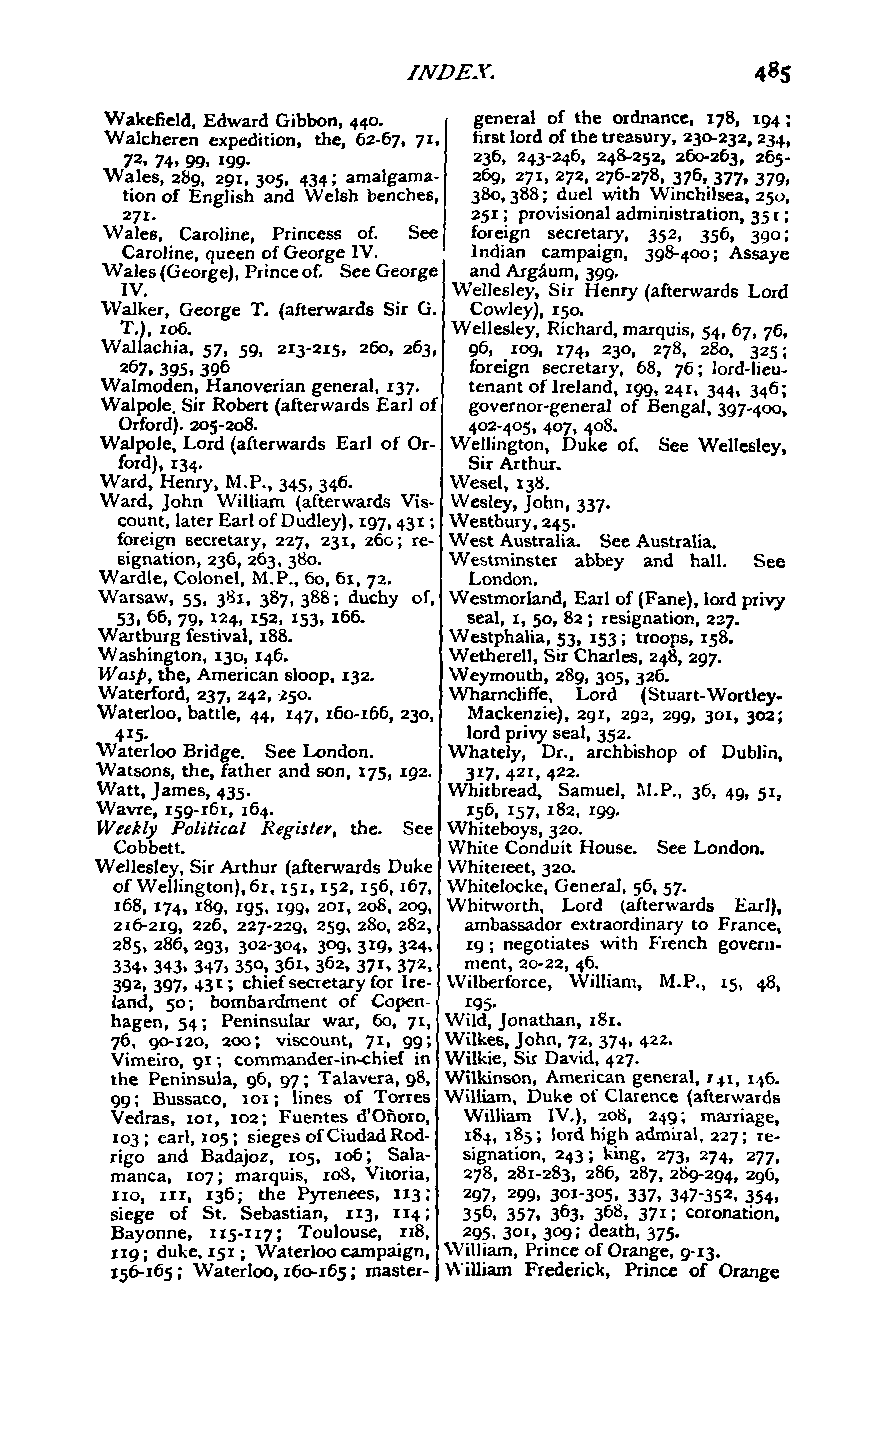 INDEX. 485
Wakefield, Edward Gibbon, 440.
Walcheren expedition, the, 62-67, 71,
72, 74, 99, 199.
Wales, 289, 291, 305, 434; amalgama-
tion of English and Welsh benches,
271.
Wales, Caroline, Princess of. See
Caroline, queen of George IV.
Wales (George), Prince of. See George
IV.
Walker, George T. (afterwards Sir G.
T.), 106.
Wallachia, 57, 59, 213-215, 260, 263,
267, 395, 396
Walmoden, Hanoverian general, 137.
Walpole, Sir Robert (afterwards Earl of
Orford), 205-208.
Walpole, Lord (afterwards Earl of Or-
ford), 134.
Ward, Henry, M.P., 345, 346.
Ward, John William (afterwards Vis-
count, later Earl of Dudley), 197, 431;
foreign secretary, 227, 231, 260; re-
signation, 236, 263, 380.
Wardle, Colonel, M.P., 60, 61, 72.
Warsaw, 55, 381, 387, 388; duchy of,
53, 66, 79, 124, 152, 153, 166.
Wartburg festival, 188.
Washington, 130, 146.
Wasp, the, American sloop, 132.
Waterford, 237, 242, 250.
Waterloo, battle, 44, 147, 160-166, 230,
415.
Waterloo Bridge. See London.
Watsons, the, father and son, 175, 192.
Watt, James, 435.
Wavre, 159-161, 164.
Weekly Political Register, the. See
Cobbett.
Wellesley, Sir Arthur (afterwards Duke
of Wellington), 61, 151, 152, 156, 167,
168, 174, 189, 195, 199, 201, 208, 209,
216-219, 226, 227-229, 259, 280, 282,
285, 286, 293, 302-304, 309, 319, 324,
334, 343, 347, 350, 361, 362, 371, 372,
392, 397, 431; chief secretary for Ire-
land, 50; bombardment of Copen-
hagen, 54; Peninsular war, 60, 71,
76, 90-120, 200; viscount, 71, 99;
Vimeiro, 91; commander-in-chief in
the Peninsula, 96, 97; Talavera, 98,
99; Bussaco, 101; lines of Torres
Vedras, 101, 102; Fuentes d'Oñoro,
103; earl, 105; sieges of Ciudad Rod-
rigo and Badajoz, 105, 106; Sala-
manca, 107; marquis, 108, Vitoria,
110, 111, 136; the Pyrenees, 113;
siege of St. Sebastian, 113, 114;
Bayonne, 115-117; Toulouse, 118,
119; duke, 151; Waterloo campaign,
156-165; Waterloo, 160-165; master-
general of the ordnance, 178, 194;
first lord of the treasury, 230-232, 234,
236, 243-246, 248-252, 260-263, 265-
269, 271, 272, 276-278, 376, 377, 379,
380, 388; duel with Winchilsea, 250,
251; provisional administration, 351;
foreign secretary, 352, 356, 390;
Indian campaign, 398-400; Assaye
and Argáum, 399.
Wellesley, Sir Henry (afterwards Lord
Cowley), 150.
Wellesley, Richard, marquis, 54, 67, 76,
96, 109, 174, 230, 278, 280, 325;
foreign secretary, 68, 76; lord-lieu-
tenant of Ireland, 199, 241, 344, 346;
governor-general of Bengal, 397-400,
402-405, 407, 408.
Wellington, Duke of. See Wellesley,
Sir Arthur.
Wesel, 138.
Wesley, John, 337.
Westbury, 245.
West Australia. See Australia.
Westminster abbey and hall. See
London.
Westmorland, Earl of (Fane), lord privy
seal, 1, 50, 82; resignation, 227.
Westphalia, 53, 153; troops, 158.
Wetherell, Sir Charles, 248, 297.
Weymouth, 289, 305, 326.
Wharncliffe, Lord (Stuart-Wortley-
Mackenzie), 291, 292, 299, 301, 302;
lord privy seal, 352.
Whately, Dr., archbishop of Dublin,
317, 421, 422.
Whitbread, Samuel, M.P., 36, 49, 51,
156, 157, 182, 199.
Whiteboys, 320.
White Conduit House. See London.
Whitefeet, 320.
Whitelocke, General, 56, 57.
Whitworth, Lord (afterwards Earl),
ambassador extraordinary to France,
19; negotiates with French govern-
ment, 20-22, 46.
Wilberforce, William, M.P., 15, 48,
195.
Wild, Jonathan, 181.
Wilkes, John, 72, 374, 422.
Wilkie, Sir David, 427.
Wilkinson, American general, 141, 146.
William, Duke of Clarence (afterwards
William IV.), 208, 249; marriage,
184, 185; lord high admiral, 227; re-
signation, 243; king, 273, 274, 277,
278, 281-283, 286, 287, 289-294, 296,
297, 299, 301-305, 337, 347-352, 354,
356, 357, 363, 368, 371; coronation,
295, 301, 309; death, 375.
William, Prince of Orange, 9-13.
William Frederick, Prince of Orange